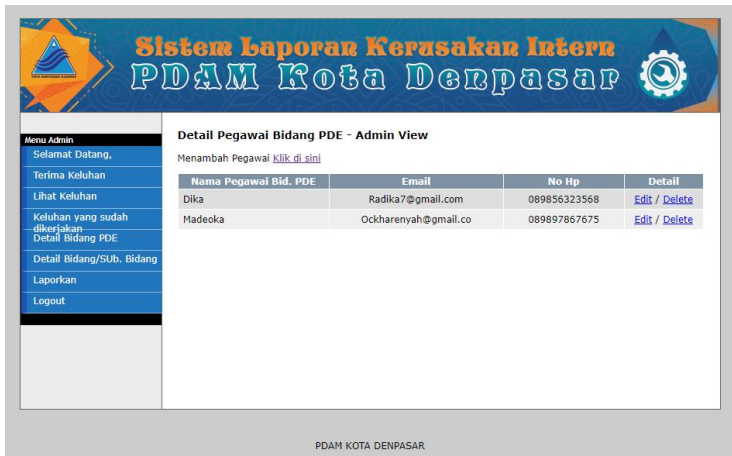 Sistem Laporan Kerusakan Intern
PDAM Kota Denpasar
Menu Admin
Selamat Datang,
Terima Keluhan
Lihat Keluhan
Keluhan yang sudah
dikerjakan
Detail Bidang PDE
Detail Bidang/SUb. Bidang
Laporkan
Logout
Detail Pegawai Bidang PDE - Admin View
Menambah Pegawai Klik di sini
Nama Pegawai Bid. PDE Email No Hp Detail
Dika Radika7@gmail.com 089856323568 Edit / Delete
Madeoka Ockharenyah@gmail.co 089897867675 Edit / Delete
PDAM KOTA DENPASAR